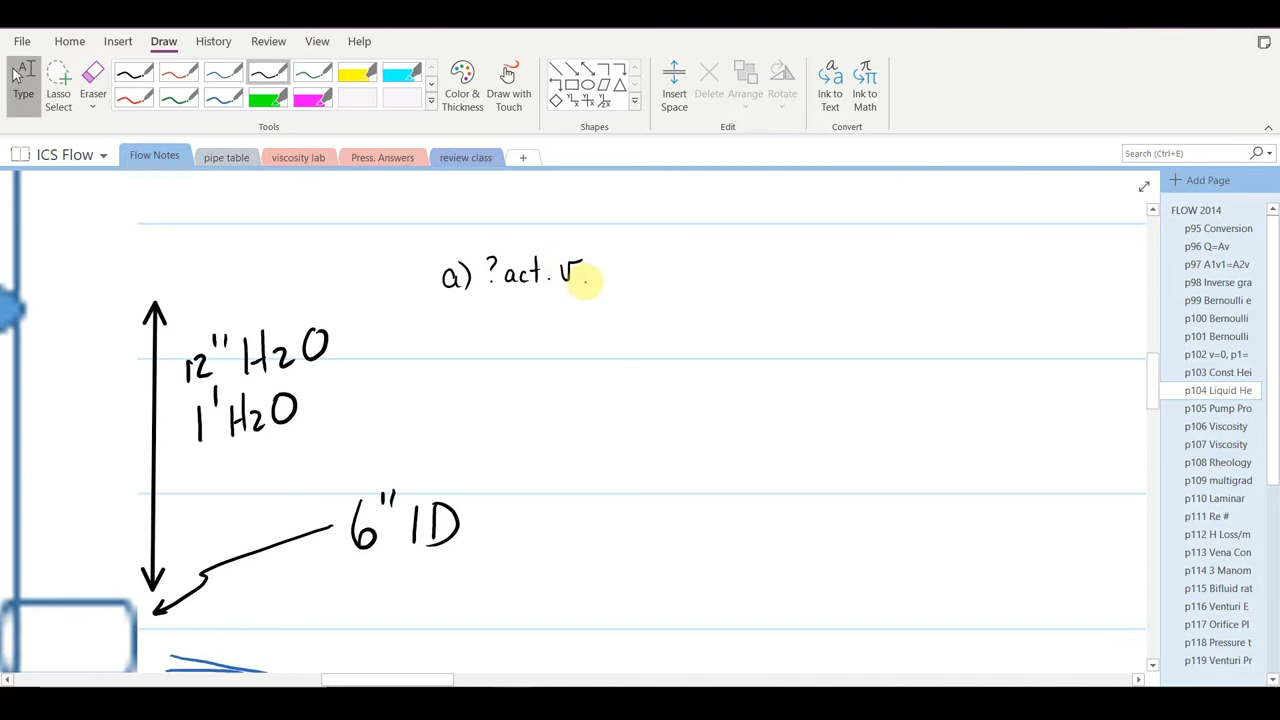 File Home Insert Draw History Review View Help
Type
Lasso Select
Eraser
Color & Thickness
Draw with Touch
Insert Space
Delete
Arrange
Rotate
Ink to Text
Ink to Math
Tools
Shapes
Edit
Convert
ICS Flow
Flow Notes
pipe table
viscosity lab
Press. Answers
review class
Search (Ctrl+E)
Add Page
a) ? act. v
12" H2O
1' H2O
6" ID
FLOW 2014
p95 Conversion
p96 Q=Av
p97 A1v1=A2v
p98 Inverse gra
p99 Bernoulli e
p100 Bernoulli
p101 Bernoulli
p102 v=0, p1=
p103 Const Hei
p104 Liquid He
p105 Pump Pro
p106 Viscosity
p107 Viscosity
p108 Rheology
p109 multigrad
p110 Laminar
p111 Re #
p112 H Loss/m
p113 Vena Con
p114 3 Manom
p115 Bifluid rat
p116 Venturi E
p117 Orifice Pl
p118 Pressure t
p119 Venturi Pr